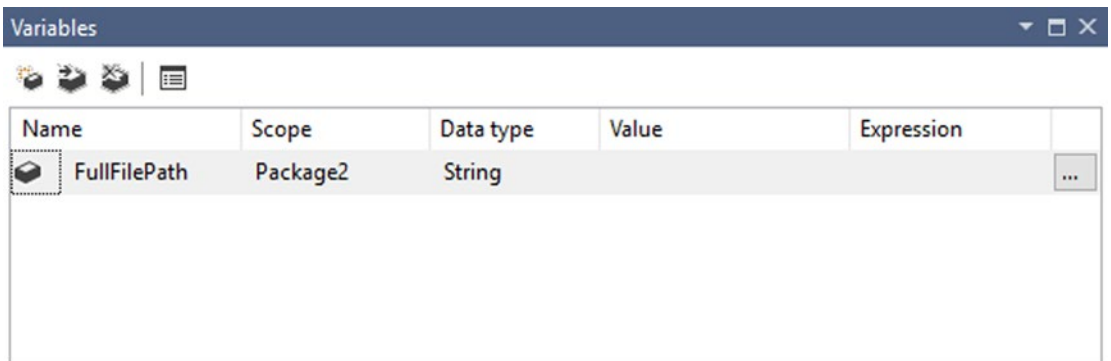 Variables
Name Scope Data type Value Expression
FullFilePath Package2 String ...